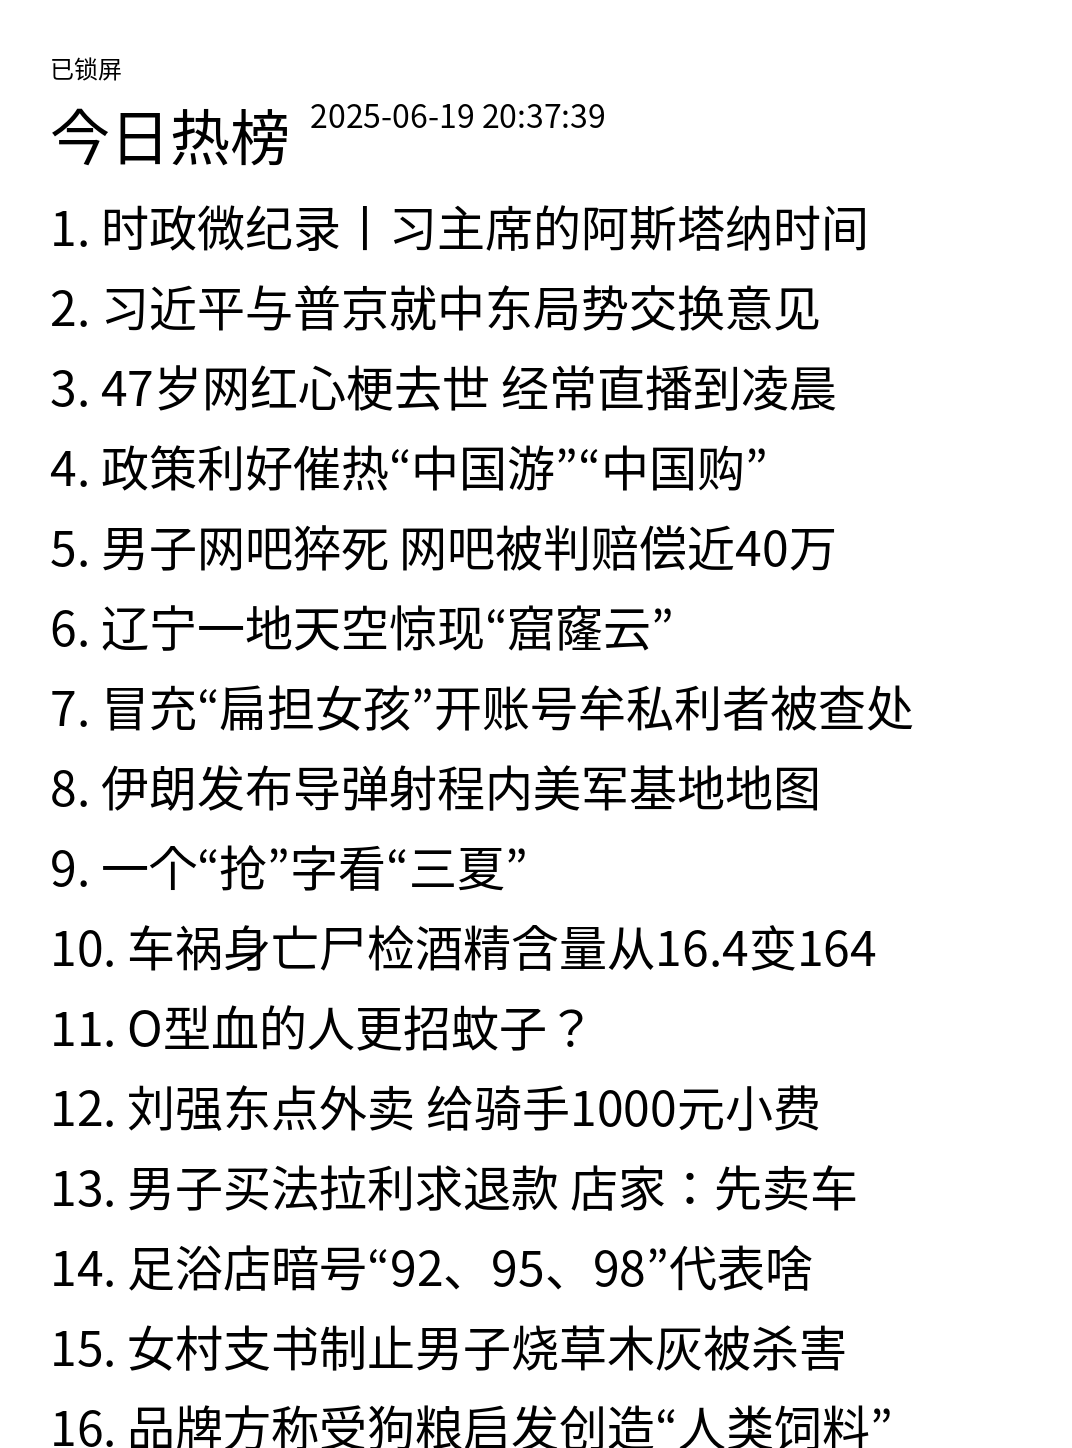 已锁屏
今日热榜 2025-06-19 20:37:39
1. 时政微纪录丨习主席的阿斯塔纳时间
2. 习近平与普京就中东局势交换意见
3. 47岁网红心梗去世 经常直播到凌晨
4. 政策利好催热“中国游”“中国购”
5. 男子网吧猝死 网吧被判赔偿近40万
6. 辽宁一地天空惊现“窟窿云”
7. 冒充“扁担女孩”开账号牟私利者被查处
8. 伊朗发布导弹射程内美军基地地图
9. 一个“抢”字看“三夏”
10. 车祸身亡尸检酒精含量从16.4变164
11. O型血的人更招蚊子？
12. 刘强东点外卖 给骑手1000元小费
13. 男子买法拉利求退款 店家：先卖车
14. 足浴店暗号“92、95、98”代表啥
15. 女村支书制止男子烧草木灰被杀害
16. 品牌方称受狗粮启发创造“人类饲料”